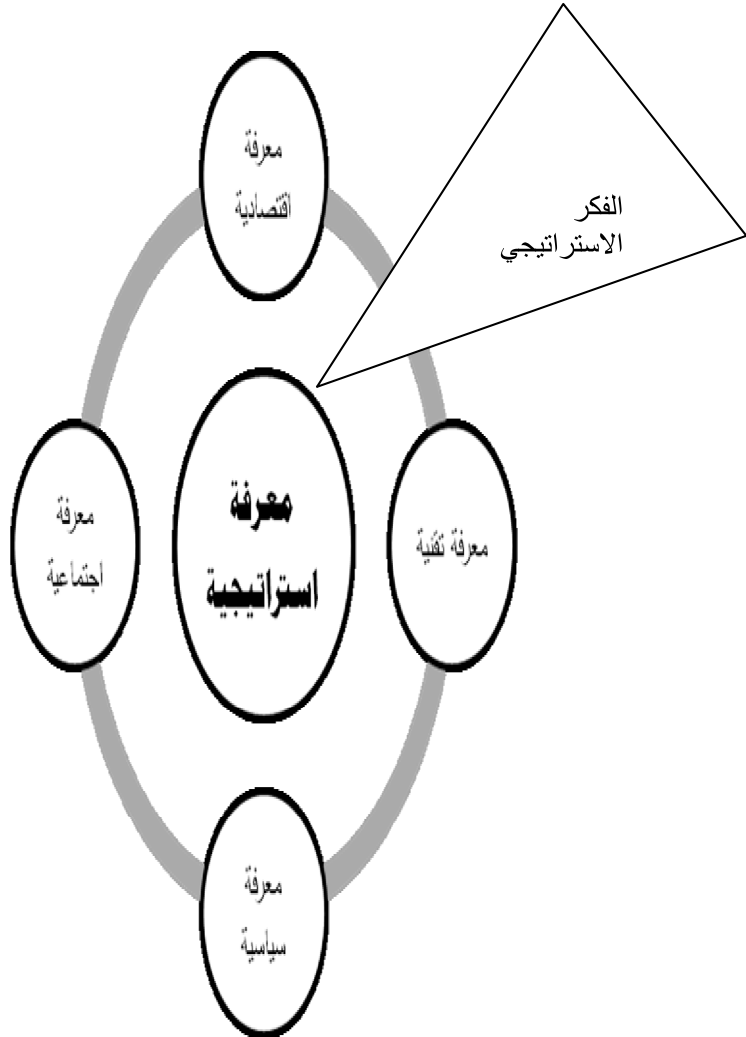 معرفة
اقتصادية
الفكر
الاستراتيجي
معرفة
استراتيجية
معرفة تقنية
معرفة
اجتماعية
معرفة
سياسية